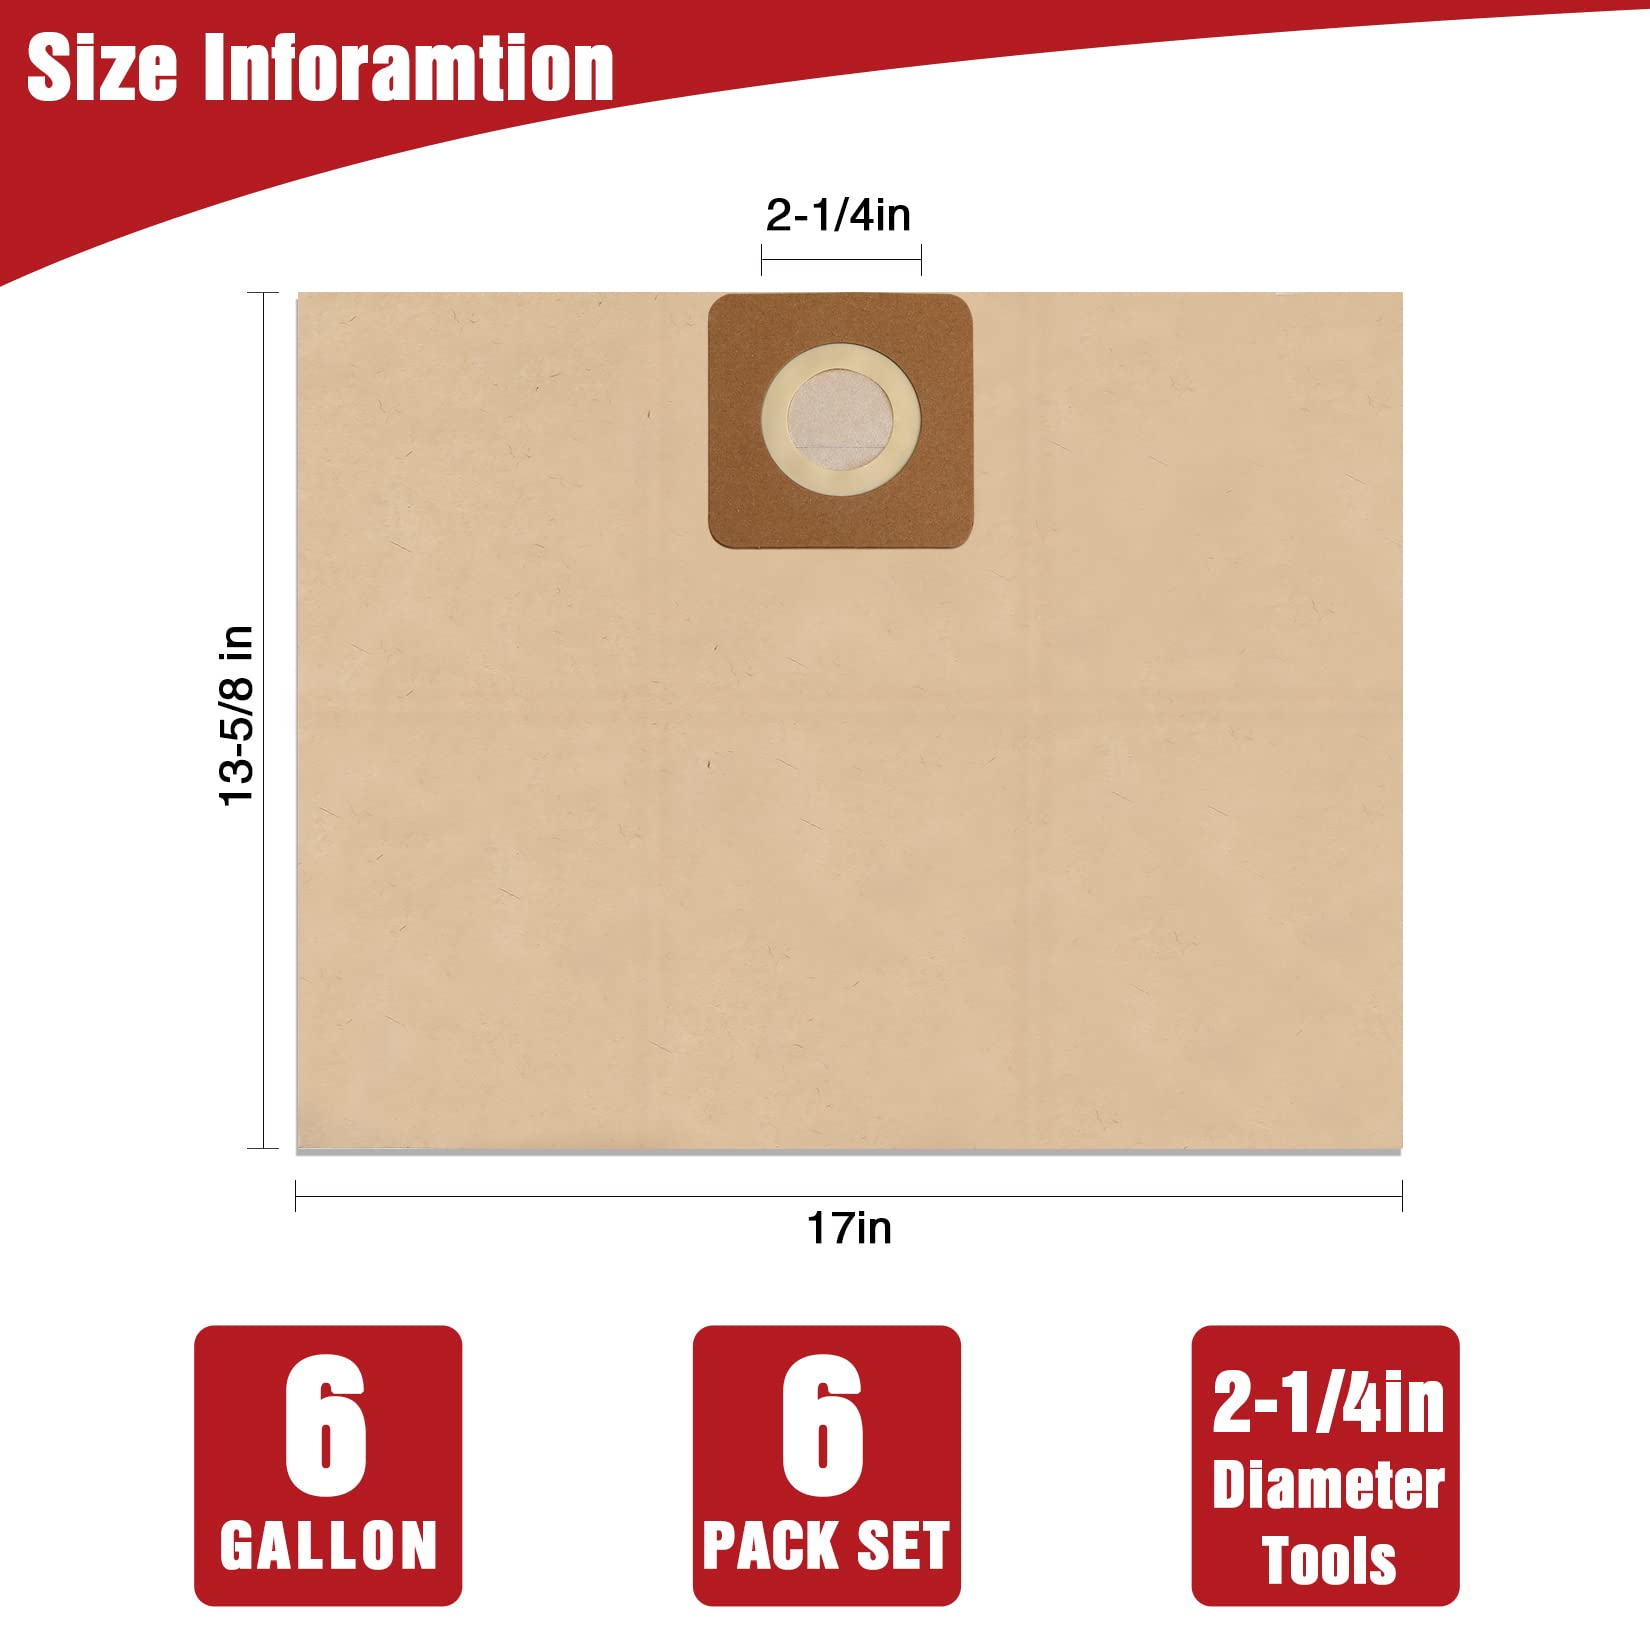 Size Inforamtion
2-1/4in
13-5/8 in
17in
6
GALLON
6
PACK SET
2-1/4in
Diameter
Tools